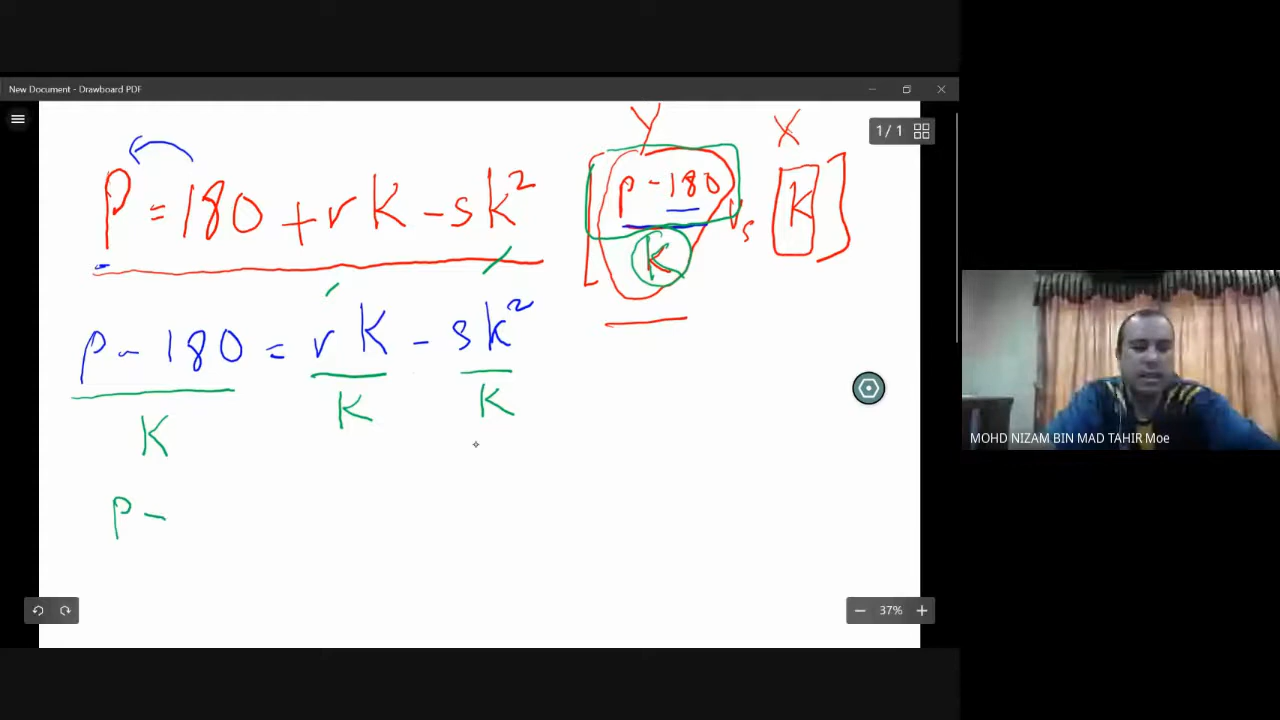 New Document - Drawboard PDF
1 / 1
P = 180 + rK - sK²
Y
X
P - 180
K
Vs
K
P - 180 = rK - sK²
K
K
K
P -
37%
MOHD NIZAM BIN MAD TAHIR Moe